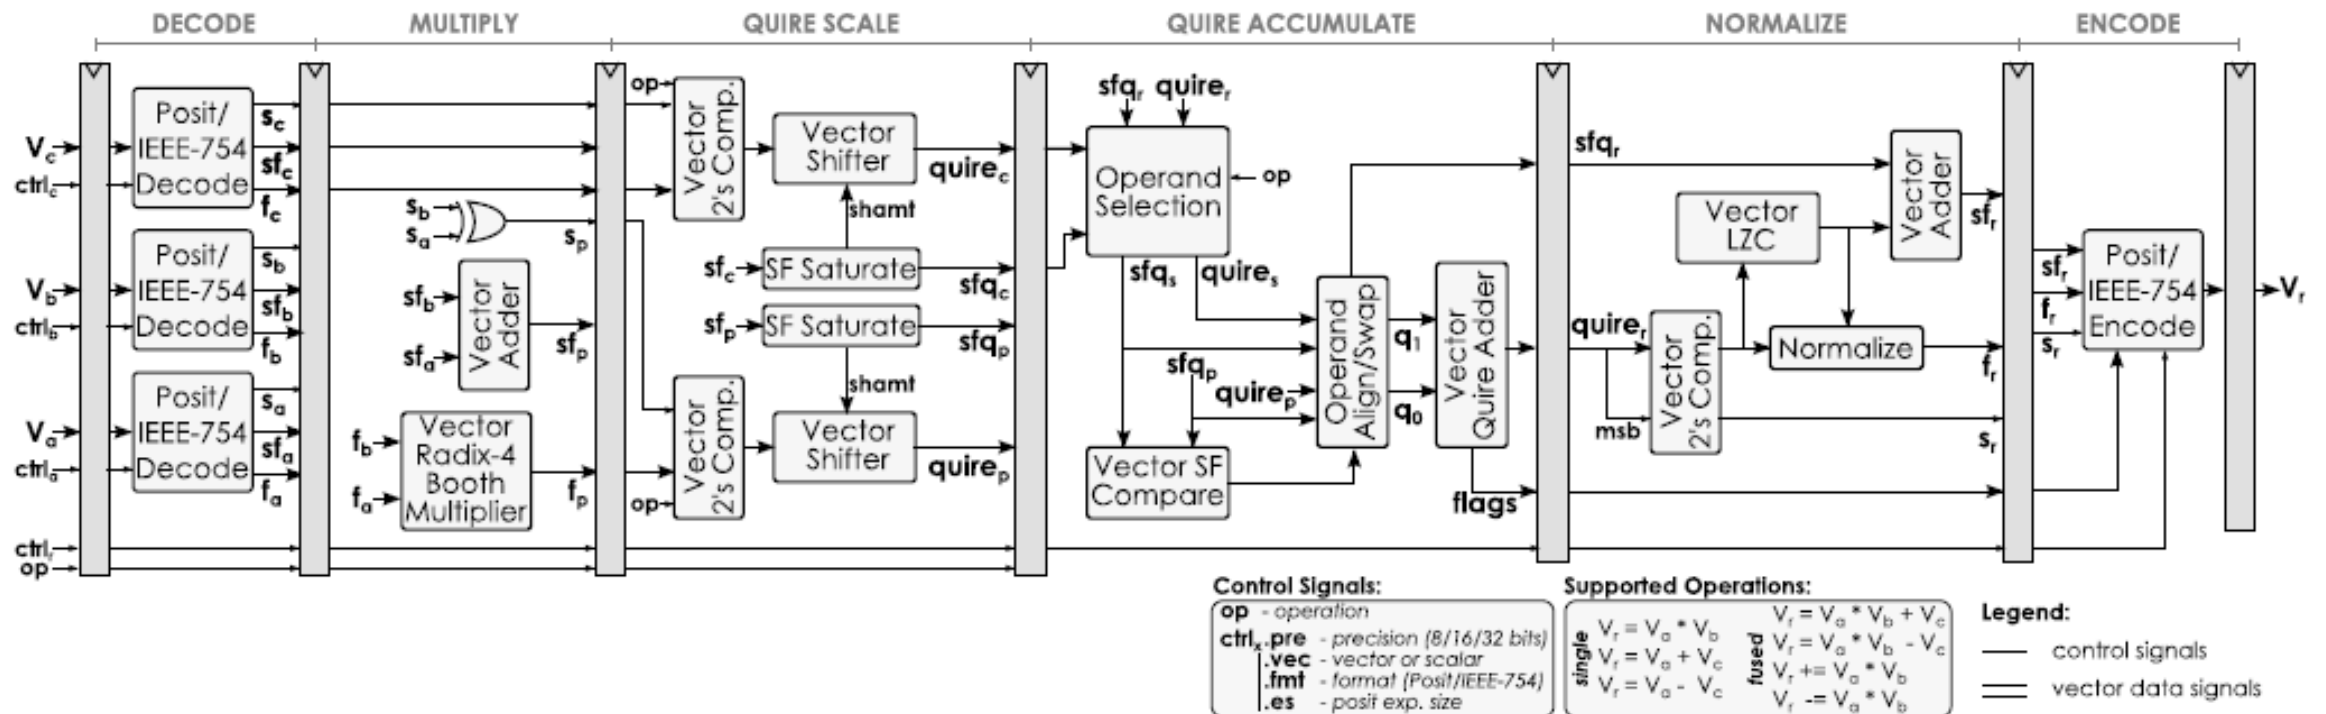 DECODE
MULTIPLY
QUIRE SCALE
QUIRE ACCUMULATE
NORMALIZE
ENCODE
V_c
ctrl_c
Posit/
IEEE-754
Decode
s_c
sf_c
f_c
V_b
ctrl_b
Posit/
IEEE-754
Decode
s_b
sf_b
f_b
V_a
ctrl_a
Posit/
IEEE-754
Decode
s_a
sf_a
f_a
ctrl_r
op
s_b
s_a
s_p
sf_b
sf_a
Vector
Adder
sf_p
f_b
f_a
Vector
Radix-4
Booth
Multiplier
f_p
op
Vector
2's Comp.
Vector
Shifter
quire_c
shamt
sf_c
SF Saturate
sfq_c
sf_p
SF Saturate
sfq_p
shamt
Vector
2's Comp.
op
Vector
Shifter
quire_p
sfq_r
quire_r
Operand
Selection
op
sfq_s
quire_s
sfq_p
quire_p
Operand
Align/Swap
q_1
q_0
Vector
Quire Adder
Vector SF
Compare
flags
sfq_r
Vector
LZC
Vector
Adder
sf_r
quire_r
msb
Vector
2's Comp.
Normalize
f_r
s_r
sf_r
f_r
s_r
Posit/
IEEE-754
Encode
V_r
Control Signals:
op - operation
ctrl_x.pre - precision (8/16/32 bits)
.vec - vector or scalar
.fmt - format (Posit/IEEE-754)
.es - posit exp. size
Supported Operations:
single
V_r = V_a * V_b
V_r = V_a + V_c
V_r = V_a - V_c
fused
V_r = V_a * V_b + V_c
V_r = V_a * V_b - V_c
V_r += V_a * V_b
V_r -= V_a * V_b
Legend:
control signals
vector data signals